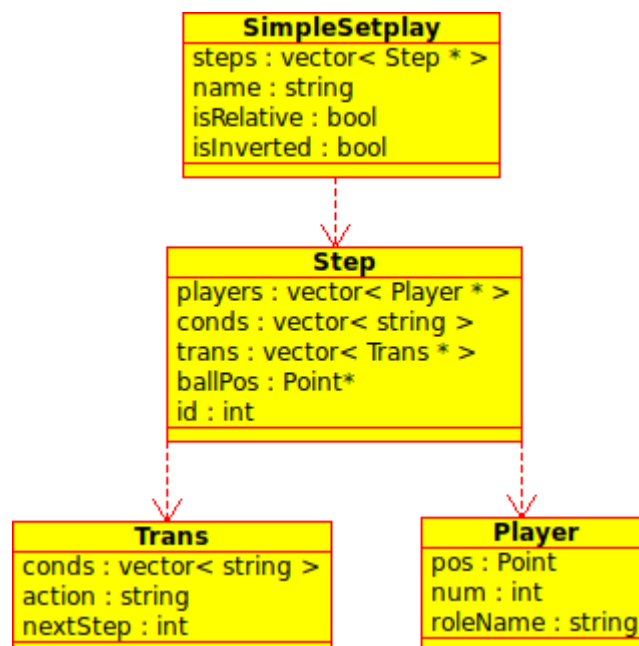 SimpleSetplay
steps : vector< Step * >
name : string
isRelative : bool
isInverted : bool
Step
players : vector< Player * >
conds : vector< string >
trans : vector< Trans * >
ballPos : Point*
id : int
Trans
conds : vector< string >
action : string
nextStep : int
Player
pos : Point
num : int
roleName : string